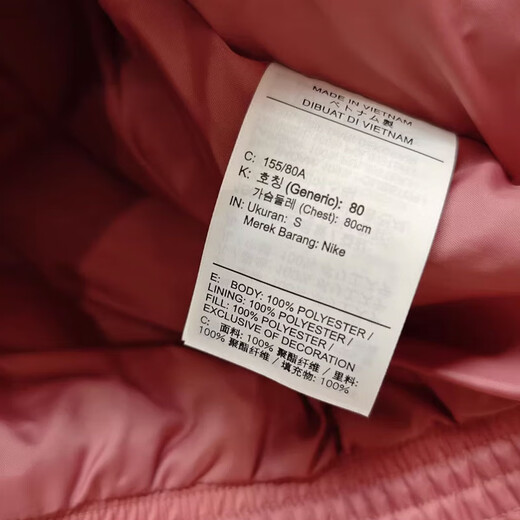 MADE IN VIETNAM
ベトナム製
DIBUAT DI VIETNAM
C: 155/80A
K: 호칭 (Generic): 80
가슴둘레 (Chest): 80cm
IN: Ukuran: S
Merek Barang: Nike
E: BODY: 100% POLYESTER /
LINING: 100% POLYESTER /
FILL: 100% POLYESTER /
EXCLUSIVE OF DECORATION
C: 面料: 100% 聚酯纤维 / 里料:
100% 聚酯纤维 / 填充物: 100%